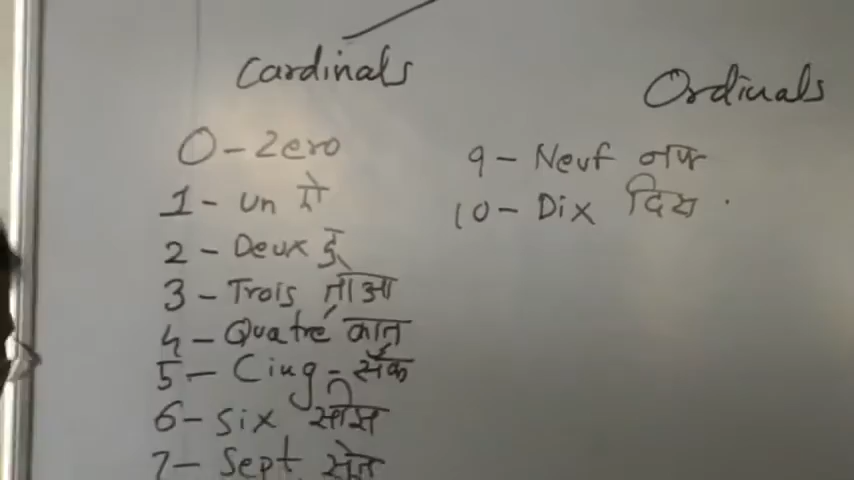 Cardinals
0 - Zero
1 - un
2 - Deux
3 - Trois
4 - Quatré कात्र
5 - Cinq - सैंक
6 - six सीस
7 - Sept सेत
Ordinals
9 - Neuf नफ
10 - Dix दिस